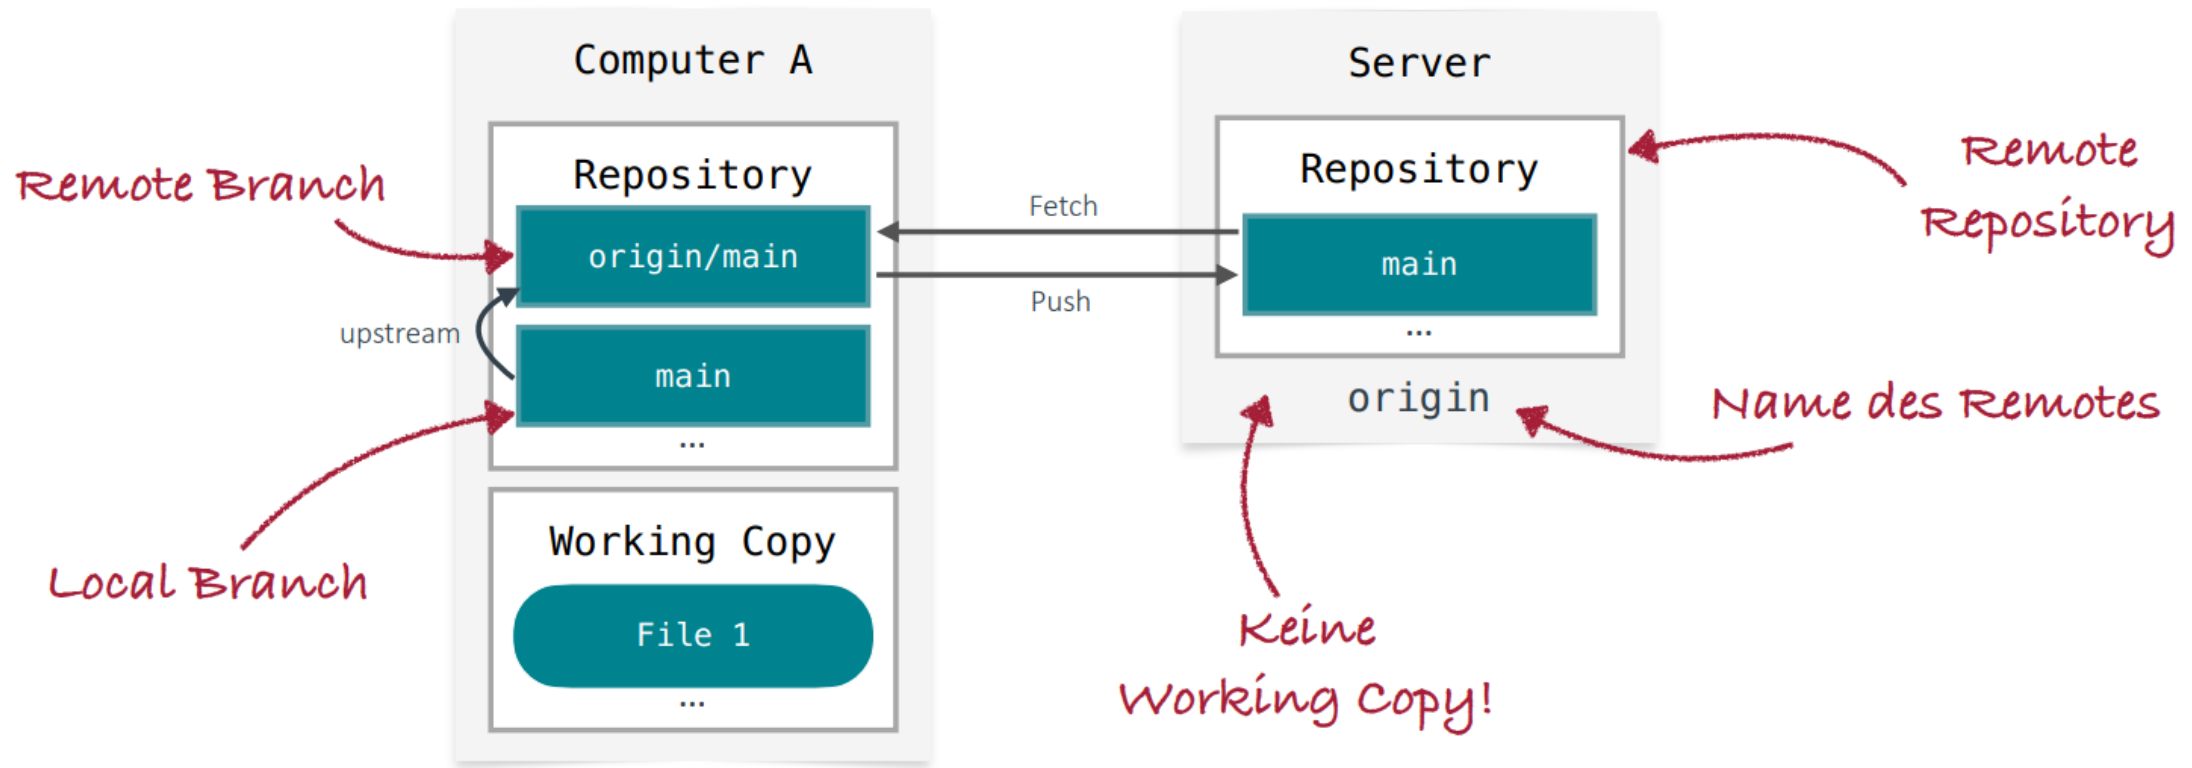 Computer A
Server
Remote Branch
Repository
origin/main
upstream
main
...
Local Branch
Working Copy
File 1
...
Fetch
Push
Repository
main
...
origin
Remote
Repository
Name des Remotes
Keine
Working Copy!